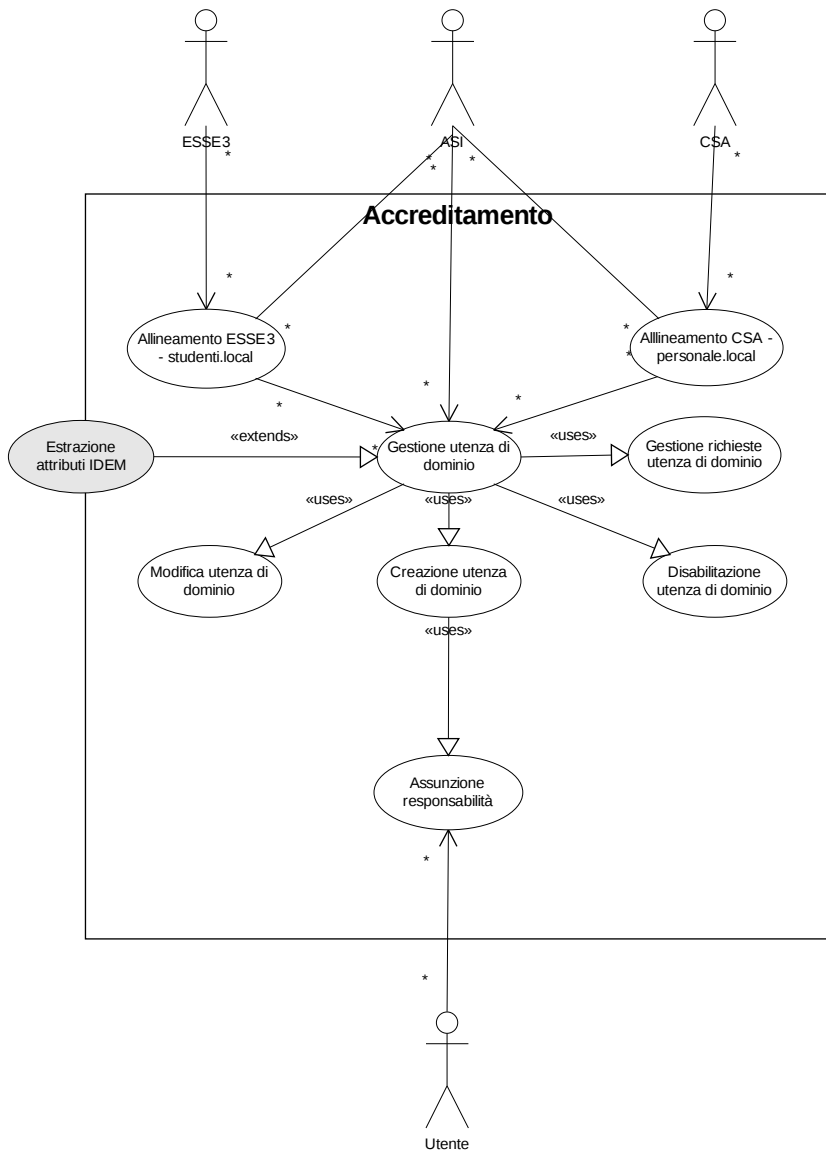 ESSE3
ASI
CSA
*
*
*
*
*
Accreditamento
*
*
*
*
Allineamento ESSE3
- studenti.local
Alllineamento CSA -
personale.local
*
*
*
*
«extends»
*
Estrazione
attributi IDEM
Gestione utenza di
dominio
«uses»
Gestione richieste
utenza di dominio
«uses»
«uses»
«uses»
Modifica utenza di
dominio
Creazione utenza
di dominio
Disabilitazione
utenza di dominio
«uses»
Assunzione
responsabilità
*
*
Utente